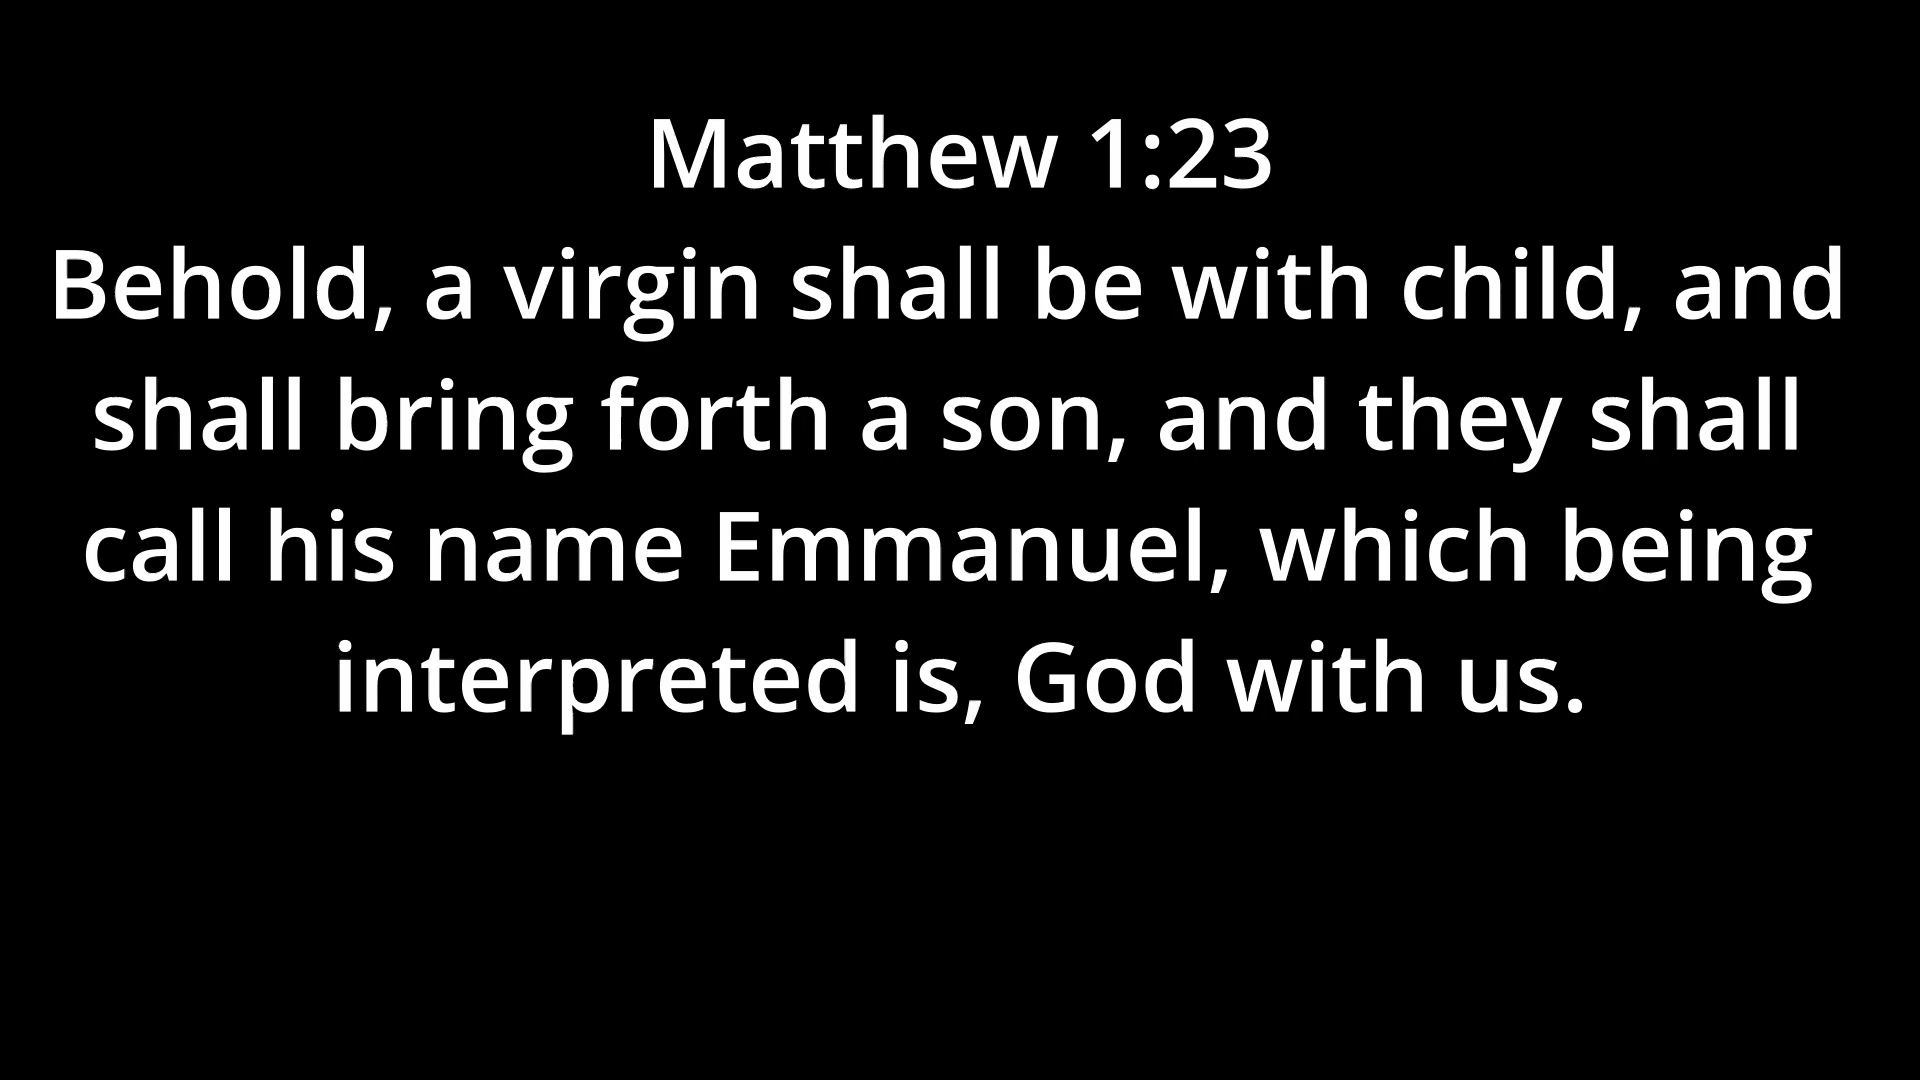 Matthew 1:23
Behold, a virgin shall be with child, and
shall bring forth a son, and they shall
call his name Emmanuel, which being
interpreted is, God with us.